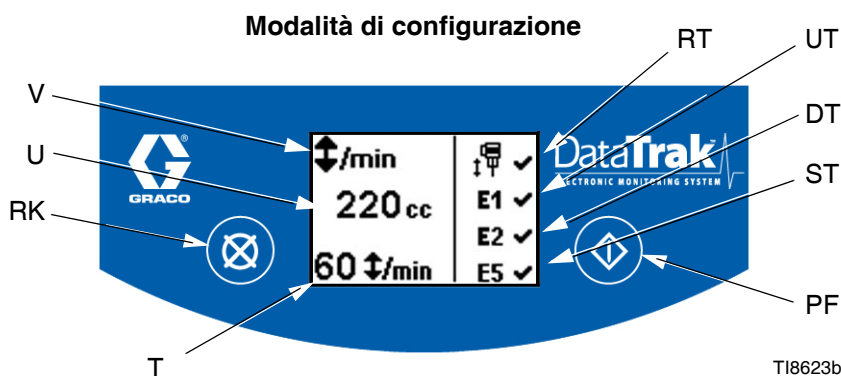 Modalità di configurazione
RT
UT
V
DT
U
ST
RK
PF
T
GRACO
®
/min
220 cc
60 /min
E1
E2
E5
DataTrak
ELECTRONIC MONITORING SYSTEM
TI8623b